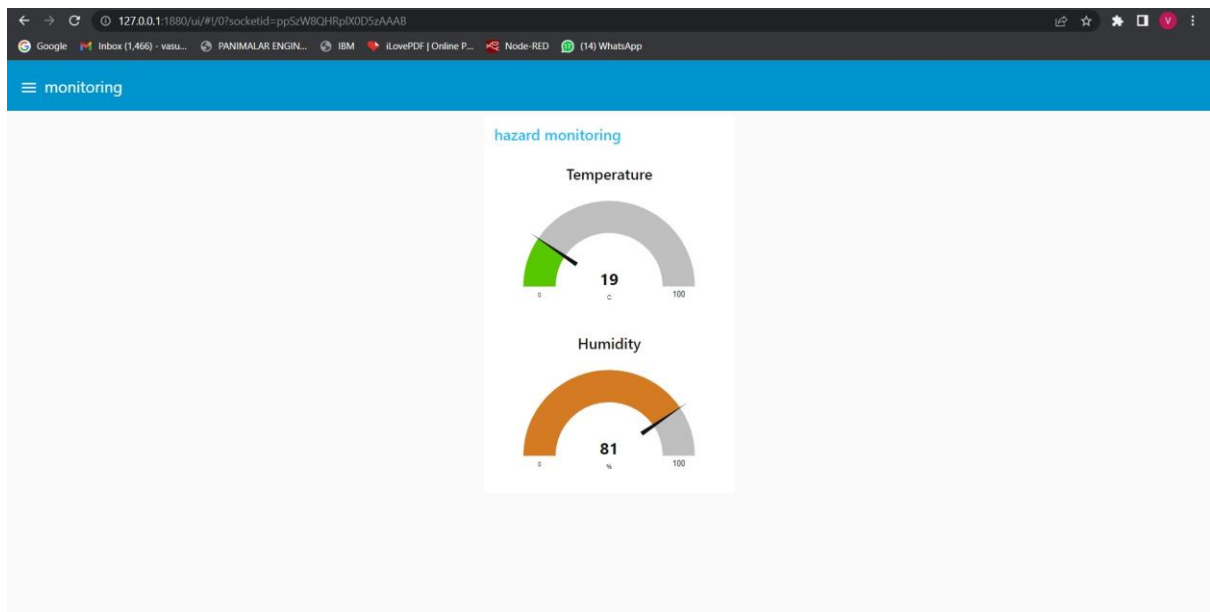 127.0.0.1:1880/ui/#!/0?socketid=ppSzW8QHRplX0D5zAAAB
Google Inbox (1,466) - vasu... PANIMALAR ENGIN... IBM iLovePDF | Online P... Node-RED (14) WhatsApp
V
monitoring
hazard monitoring
Temperature
19
C
0 100
Humidity
81
%
0 100